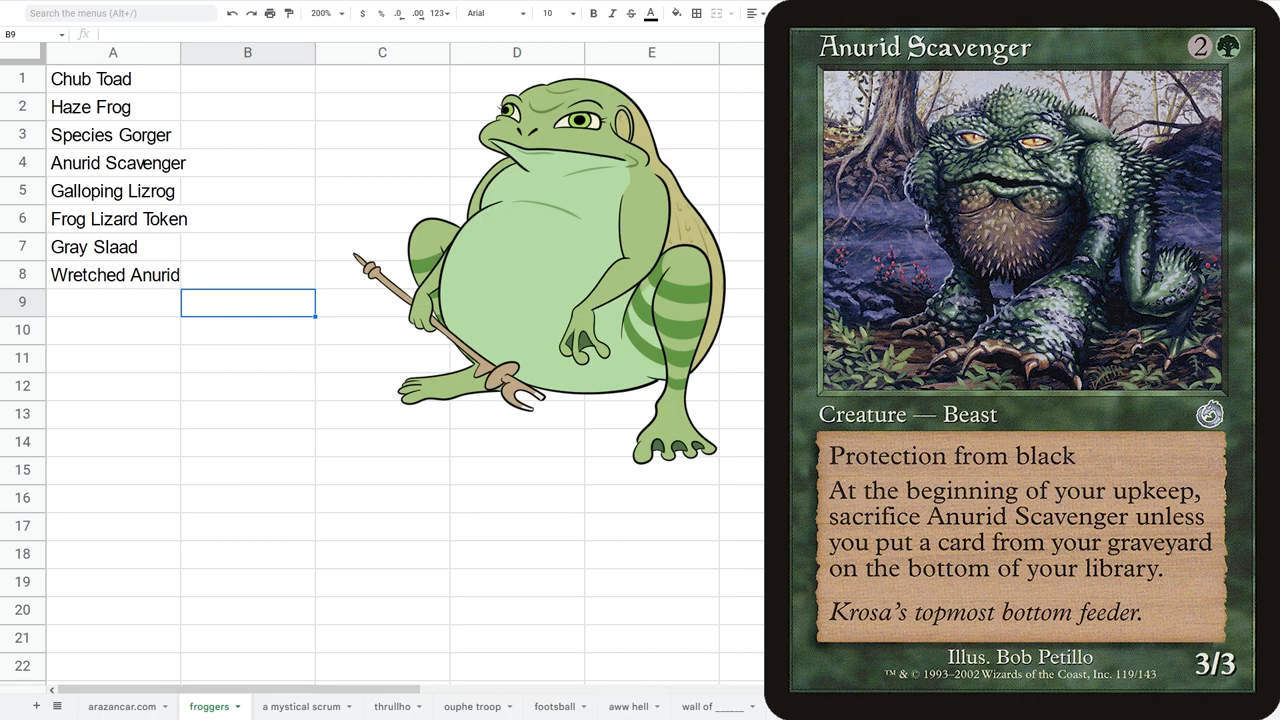 Search the menus (Alt+/)
200%
$ % .0 .00 123
Arial
10
B I S A
B9
fx
A B C D E
1 Chub Toad
2 Haze Frog
3 Species Gorger
4 Anurid Scavenger
5 Galloping Lizrog
6 Frog Lizard Token
7 Gray Slaad
8 Wretched Anurid
9
10
11
12
13
14
15
16
17
18
19
20
21
22
arazancar.com
froggers
a mystical scrum
thrullho
ouphe troop
footsball
aww hell
wall of ______
Anurid Scavenger 2
Creature — Beast
Protection from black
At the beginning of your upkeep,
sacrifice Anurid Scavenger unless
you put a card from your graveyard
on the bottom of your library.
Krosa's topmost bottom feeder.
Illus. Bob Petillo
™ & © 1993–2002 Wizards of the Coast, Inc. 119/143
3/3